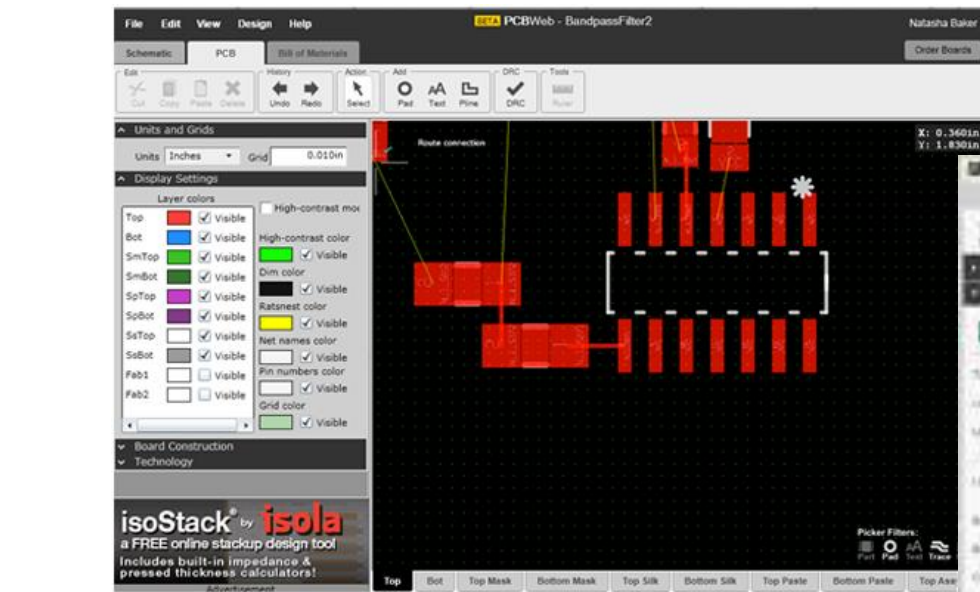 File Edit View Design Help
BETA PCBWeb - BandpassFilter2
Natasha Baker
Schematic PCB Bill of Materials
Order Boards
Edit History Action Add DRC Tools
Cut Copy Paste Delete Undo Redo Select Pad Text Pline DRC Ruler
Units and Grids
Units Inches Grid 0.010in
Display Settings
Layer colors
Top Visible
Bot Visible
SmTop Visible
SmBot Visible
SpTop Visible
SpBot Visible
SsTop Visible
SsBot Visible
Fab1 Visible
Fab2 Visible
High-contrast mo
High-contrast color
Visible
Dim color
Visible
Ratsnest color
Visible
Net names color
Visible
Pin numbers color
Visible
Grid color
Visible
Board Construction
Technology
isoStack® by isola
a FREE online stackup design tool
Includes built-in impedance &
pressed thickness calculators!
Advertisement
Route connection
X: 0.360in
Y: 1.830in
Picker Filters:
Part Pad Text Trace
Top Bot Top Mask Bottom Mask Top Silk Bottom Silk Top Paste Bottom Paste Top